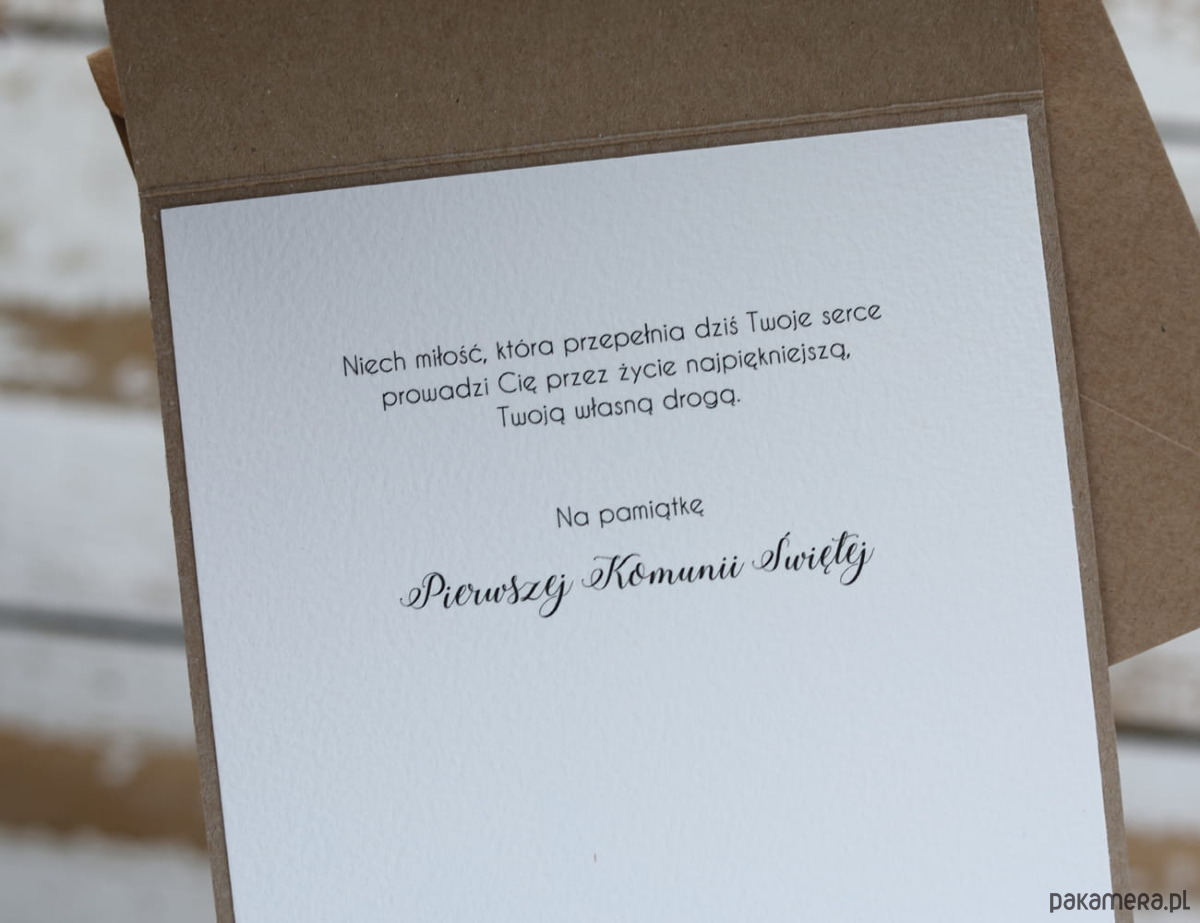 Niech miłość, która przepełnia dziś Twoje serce
prowadzi Cię przez życie najpiękniejszą,
Twoją własną drogą.
Na pamiątkę
Pierwszej Komunii Świętej
pakamera.pl